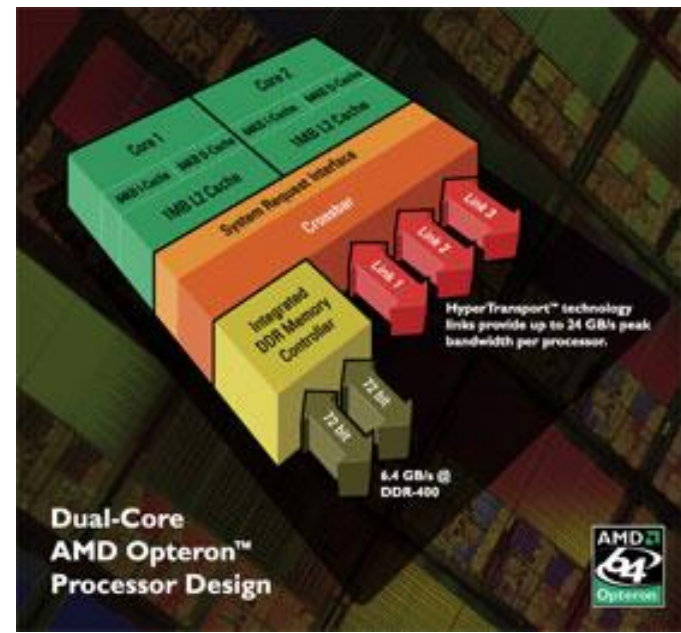 Core 1
Core 2
64KB I-Cache
64KB D-Cache
64KB I-Cache
64KB D-Cache
1MB L2 Cache
1MB L2 Cache
System Request Interface
Crossbar
Link 1
Link 2
Link 3
Integrated
DDR Memory
Controller
HyperTransport™ technology
links provide up to 24 GB/s peak
bandwidth per processor.
72 bit
72 bit
6.4 GB/s @
DDR-400
Dual-Core
AMD Opteron™
Processor Design
AMD
64
Opteron